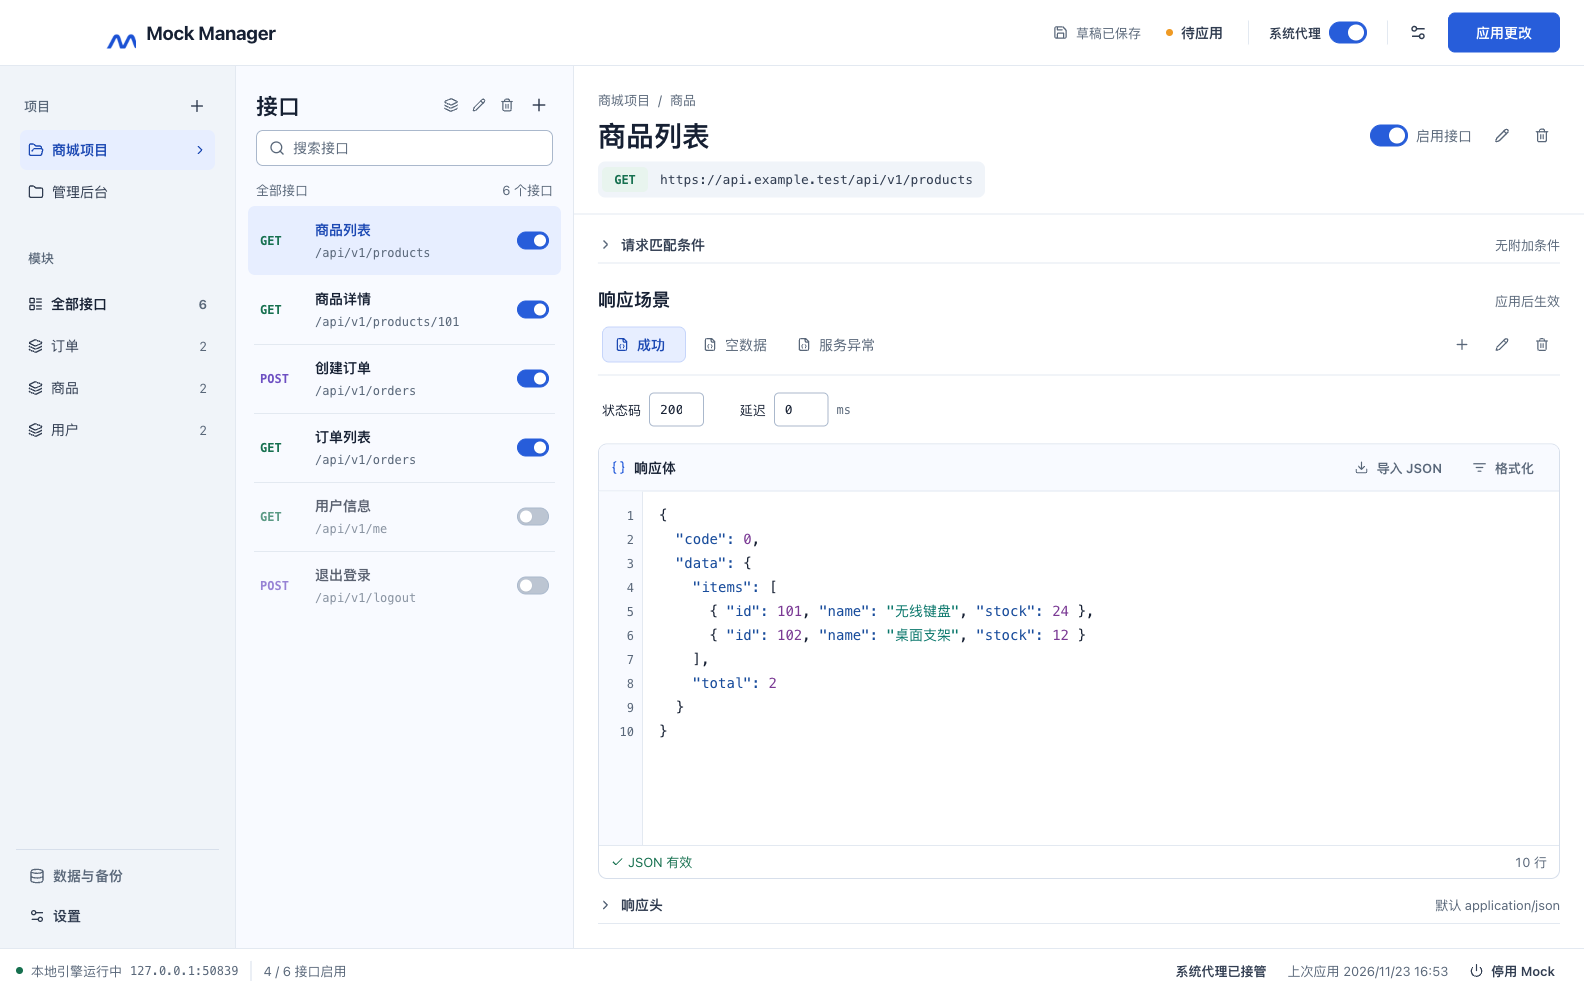 Mock Manager
草稿已保存
待应用
系统代理
应用更改
项目
商城项目
管理后台
模块
全部接口 6
订单 2
商品 2
用户 2
数据与备份
设置
接口
搜索接口
全部接口 6 个接口
GET 商品列表
/api/v1/products
GET 商品详情
/api/v1/products/101
POST 创建订单
/api/v1/orders
GET 订单列表
/api/v1/orders
GET 用户信息
/api/v1/me
POST 退出登录
/api/v1/logout
商城项目 / 商品
商品列表
启用接口
GET https://api.example.test/api/v1/products
请求匹配条件 无附加条件
响应场景 应用后生效
成功 空数据 服务异常
状态码 200 延迟 0 ms
{} 响应体 导入 JSON 格式化
1 {
2 "code": 0,
3 "data": {
4 "items": [
5 { "id": 101, "name": "无线键盘", "stock": 24 },
6 { "id": 102, "name": "桌面支架", "stock": 12 }
7 ],
8 "total": 2
9 }
10 }
JSON 有效 10 行
响应头 默认 application/json
本地引擎运行中 127.0.0.1:50839 4 / 6 接口启用
系统代理已接管 上次应用 2026/11/23 16:53 停用 Mock